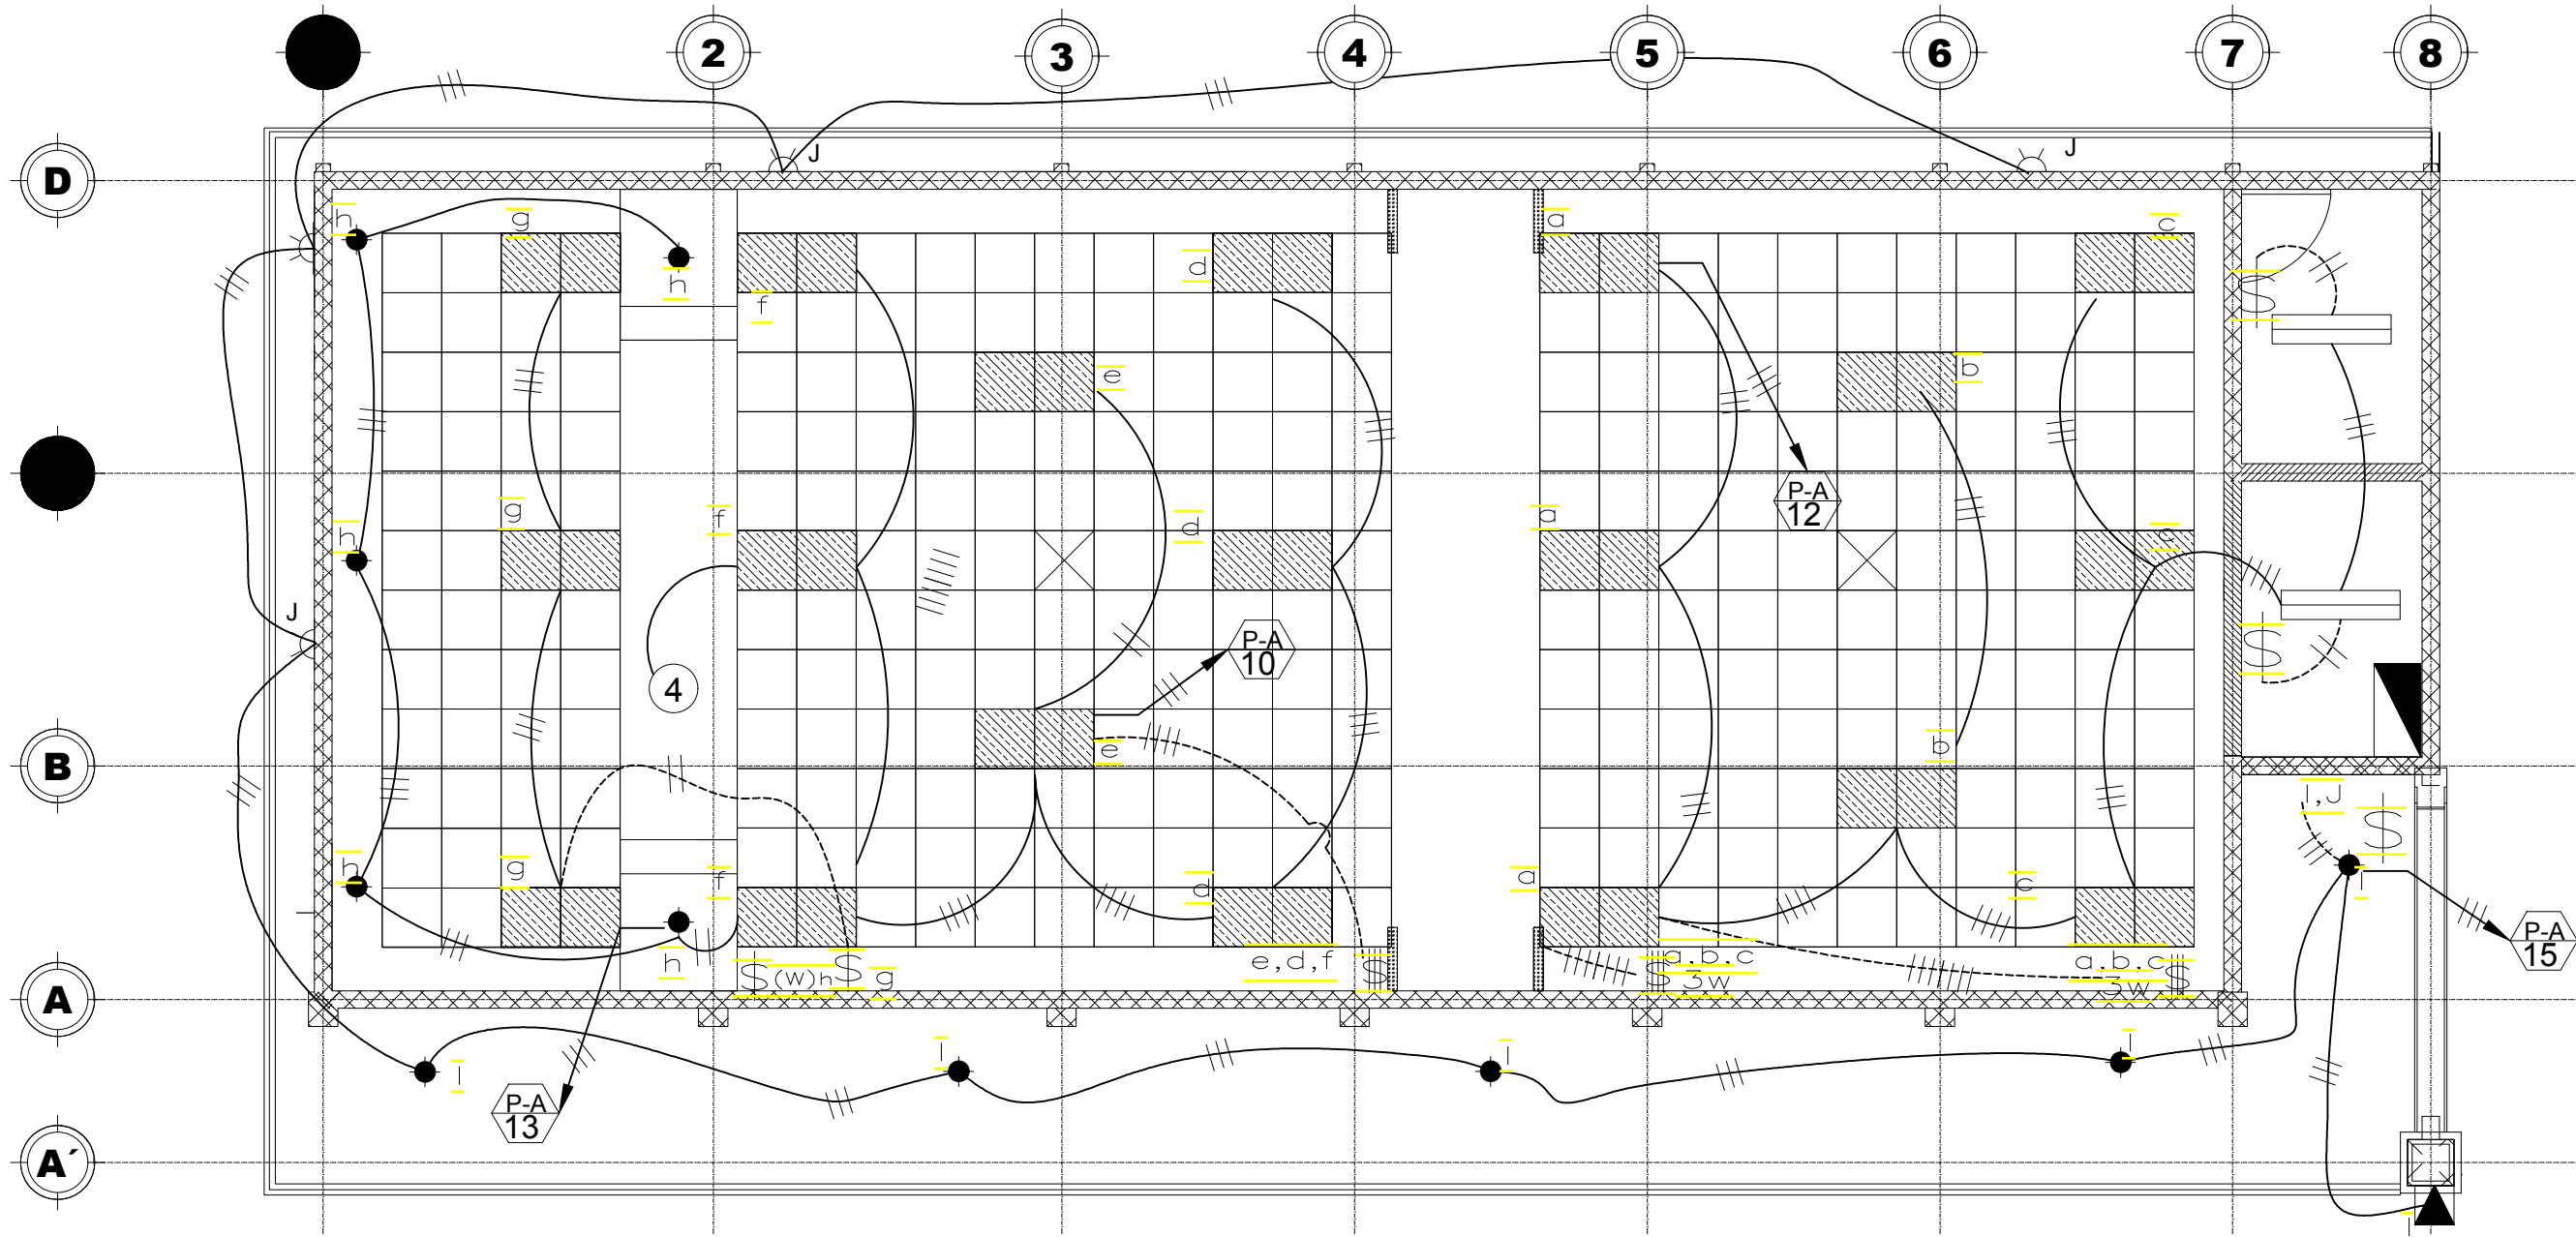 2 3 4 5 6 7 8
J J
D
h g a c
d
h
f
$
e b
g f d a c
h
P-A
12
J
P-A
10
$
4
e b
B
I,J
$
h g f d a c
I
h $(w)h $ g e,d,f $ $ a,b,c
3w
a,b,c
3w $
P-A
15
A
I I I I
P-A
13
A´
I